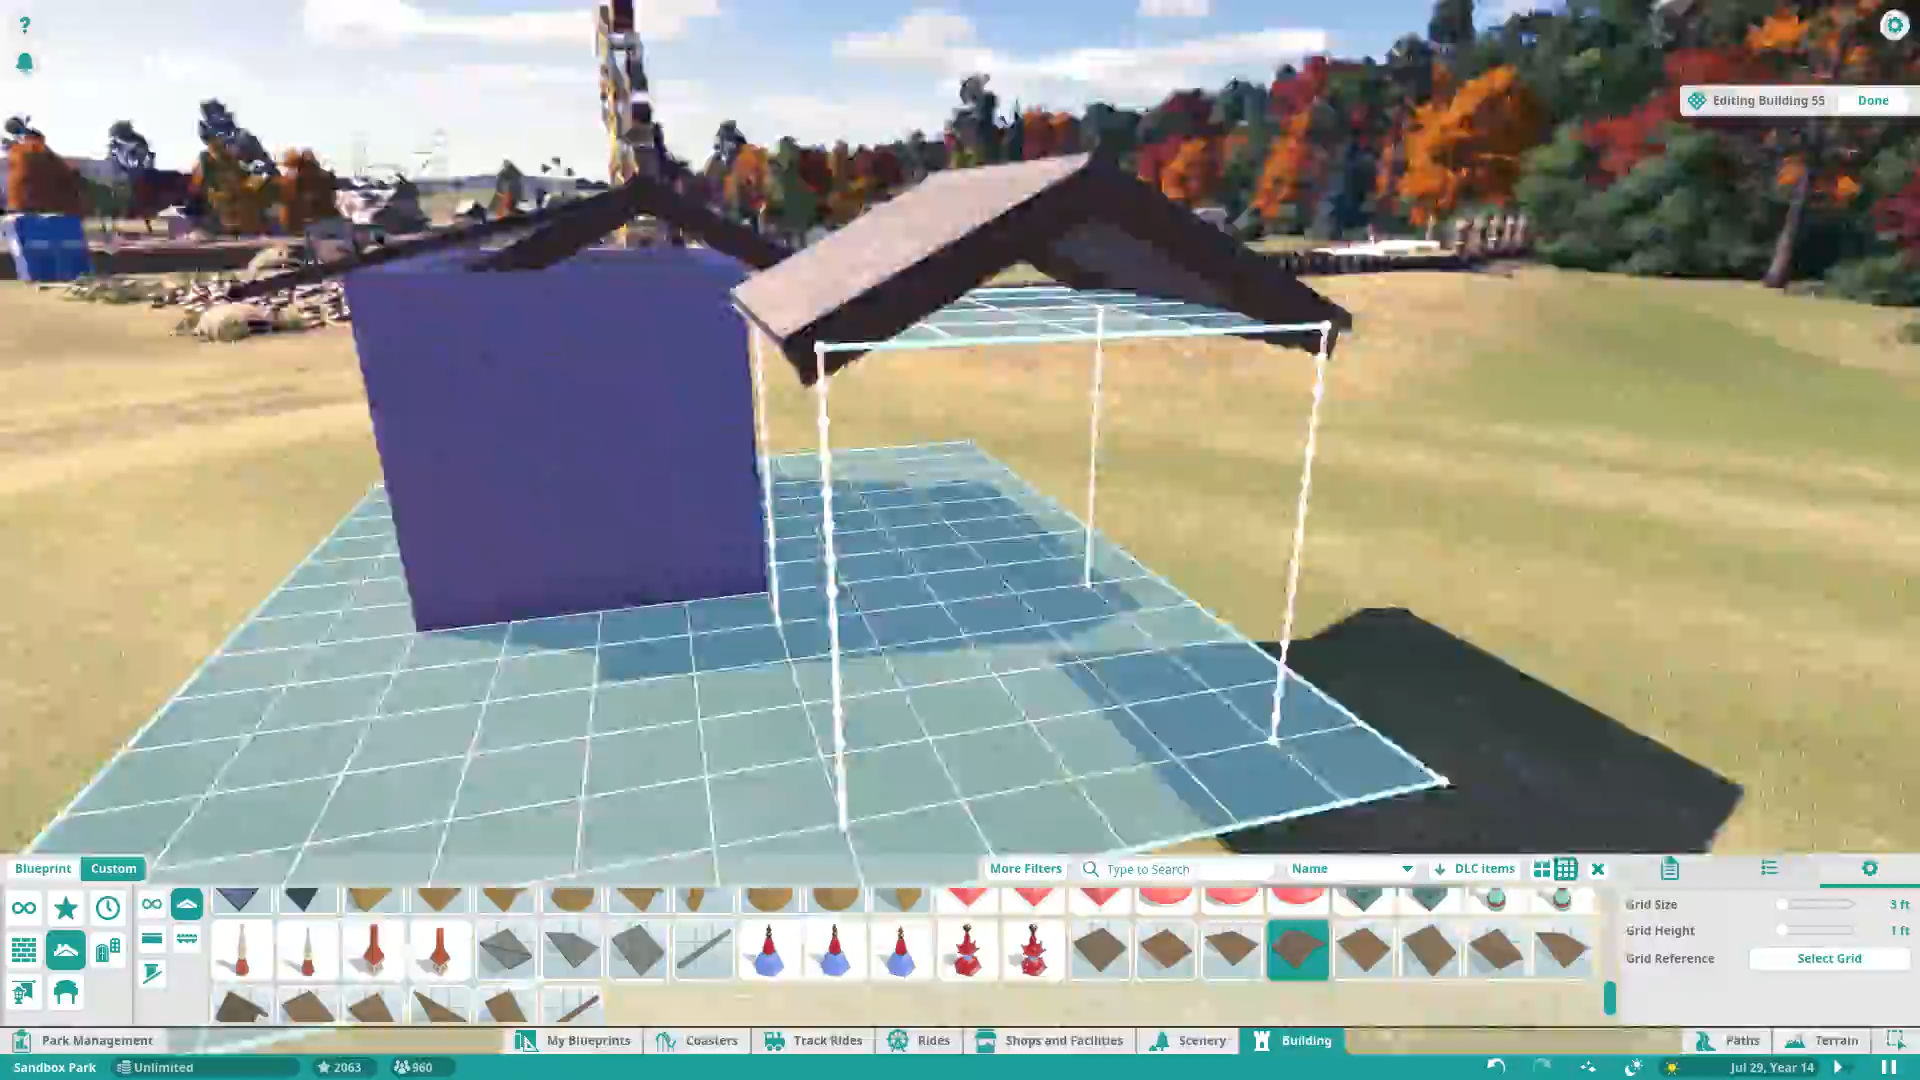 ?
Editing Building 55 Done
Blueprint Custom
More Filters Type to Search Name DLC items
Grid Size 3 ft
Grid Height 1 ft
Grid Reference Select Grid
Park Management My Blueprints Coasters Track Rides Rides Shops and Facilities Scenery Building Paths Terrain
Sandbox Park Unlimited 2063 960 Jul 29, Year 14